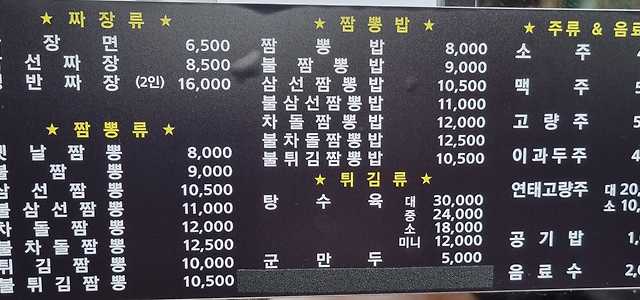 ★ 짜 장 류 ★
장 면 6,500
선 짜 장 8,500
반 짜 장 (2인) 16,000
★ 짬 뽕 류 ★
날 짬 뽕 8,000
불 짬 뽕 9,000
삼 선 짬 뽕 10,500
불 삼 선 짬 뽕 11,000
차 돌 짬 뽕 12,000
불 차 돌 짬 뽕 12,500
튀 김 짬 뽕 10,000
불 튀 김 짬 뽕 10,500
★ 짬 뽕 밥 ★
짬 뽕 밥 8,000
불 짬 뽕 밥 9,000
삼 선 짬 뽕 밥 10,500
불삼선짬뽕밥 11,000
차 돌 짬 뽕 밥 12,000
불차돌짬뽕밥 12,500
불튀김짬뽕밥 10,500
★ 튀 김 류 ★
탕 수 육 대 30,000
중 24,000
소 18,000
미니 12,000
군 만 두 5,000
★ 주류 & 음료
소 주
맥 주
고 량 주
이과두주
연태고량주 대 20,
소 10,
공 기 밥 1,
음 료 수 2,